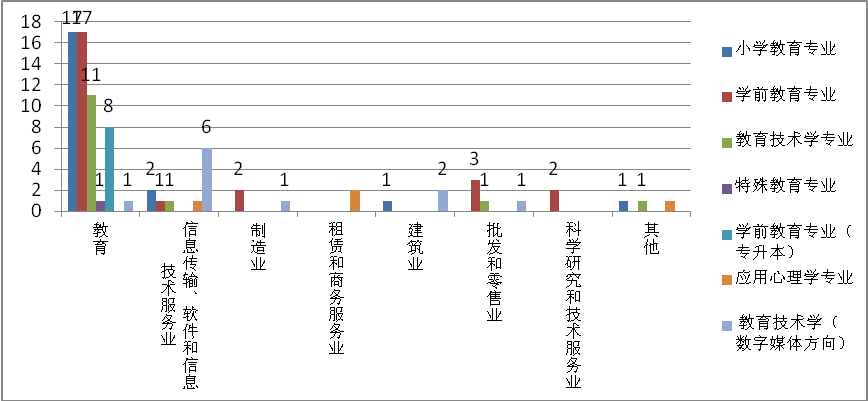 18
16
14
12
10
8
6
4
2
0
17
17
11
1
8
1
2
1
1
6
2
1
1
2
3
1
1
2
1
1
教育
信息传输、软件和信息
技术服务业
制造业
租赁和商务服务业
建筑业
批发和零售业
科学研究和技术服务业
其他
小学教育专业
学前教育专业
教育技术学专业
特殊教育专业
学前教育专业（
专升本）
应用心理学专业
教育技术学（
数字媒体方向）